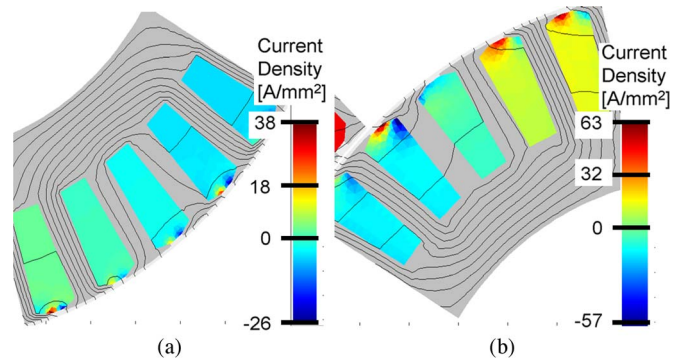 Current
Density
[A/mm²]
38
18
0
-26
(a)
Current
Density
[A/mm²]
63
32
0
-57
(b)